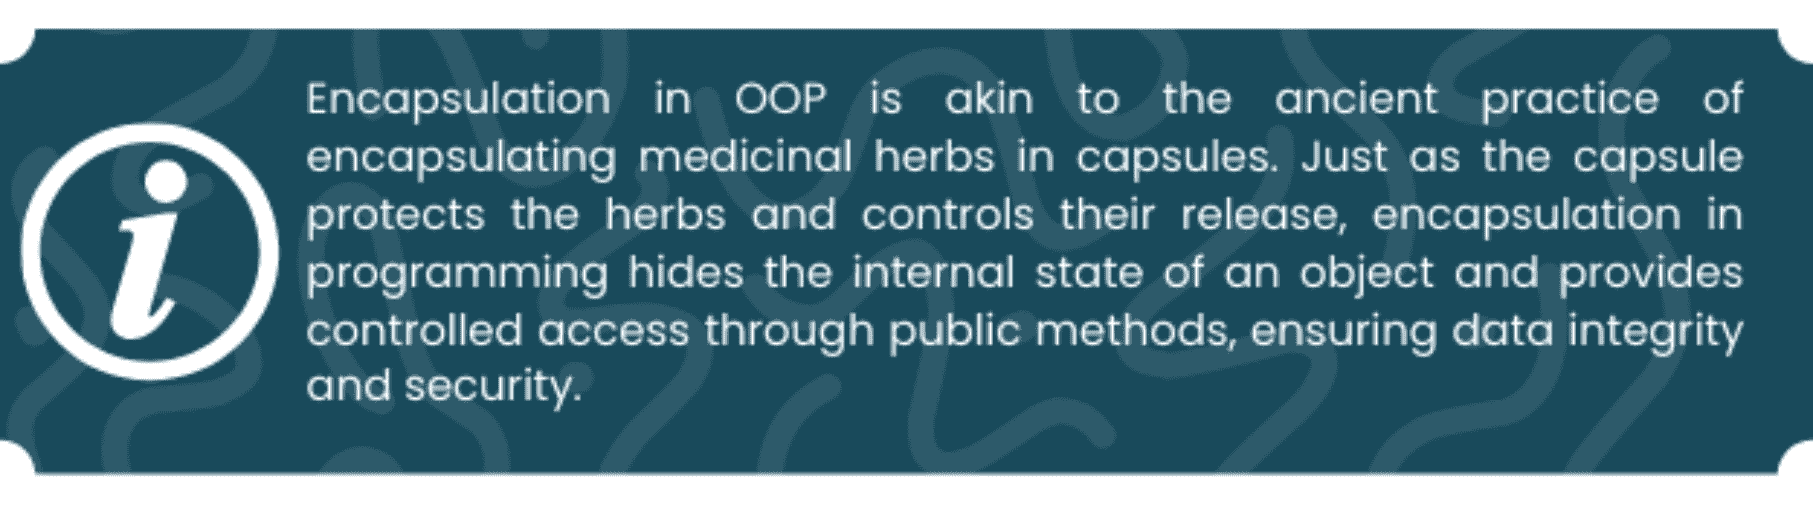 Encapsulation in OOP is akin to the ancient practice of
encapsulating medicinal herbs in capsules. Just as the capsule
protects the herbs and controls their release, encapsulation in
programming hides the internal state of an object and provides
controlled access through public methods, ensuring data integrity
and security.